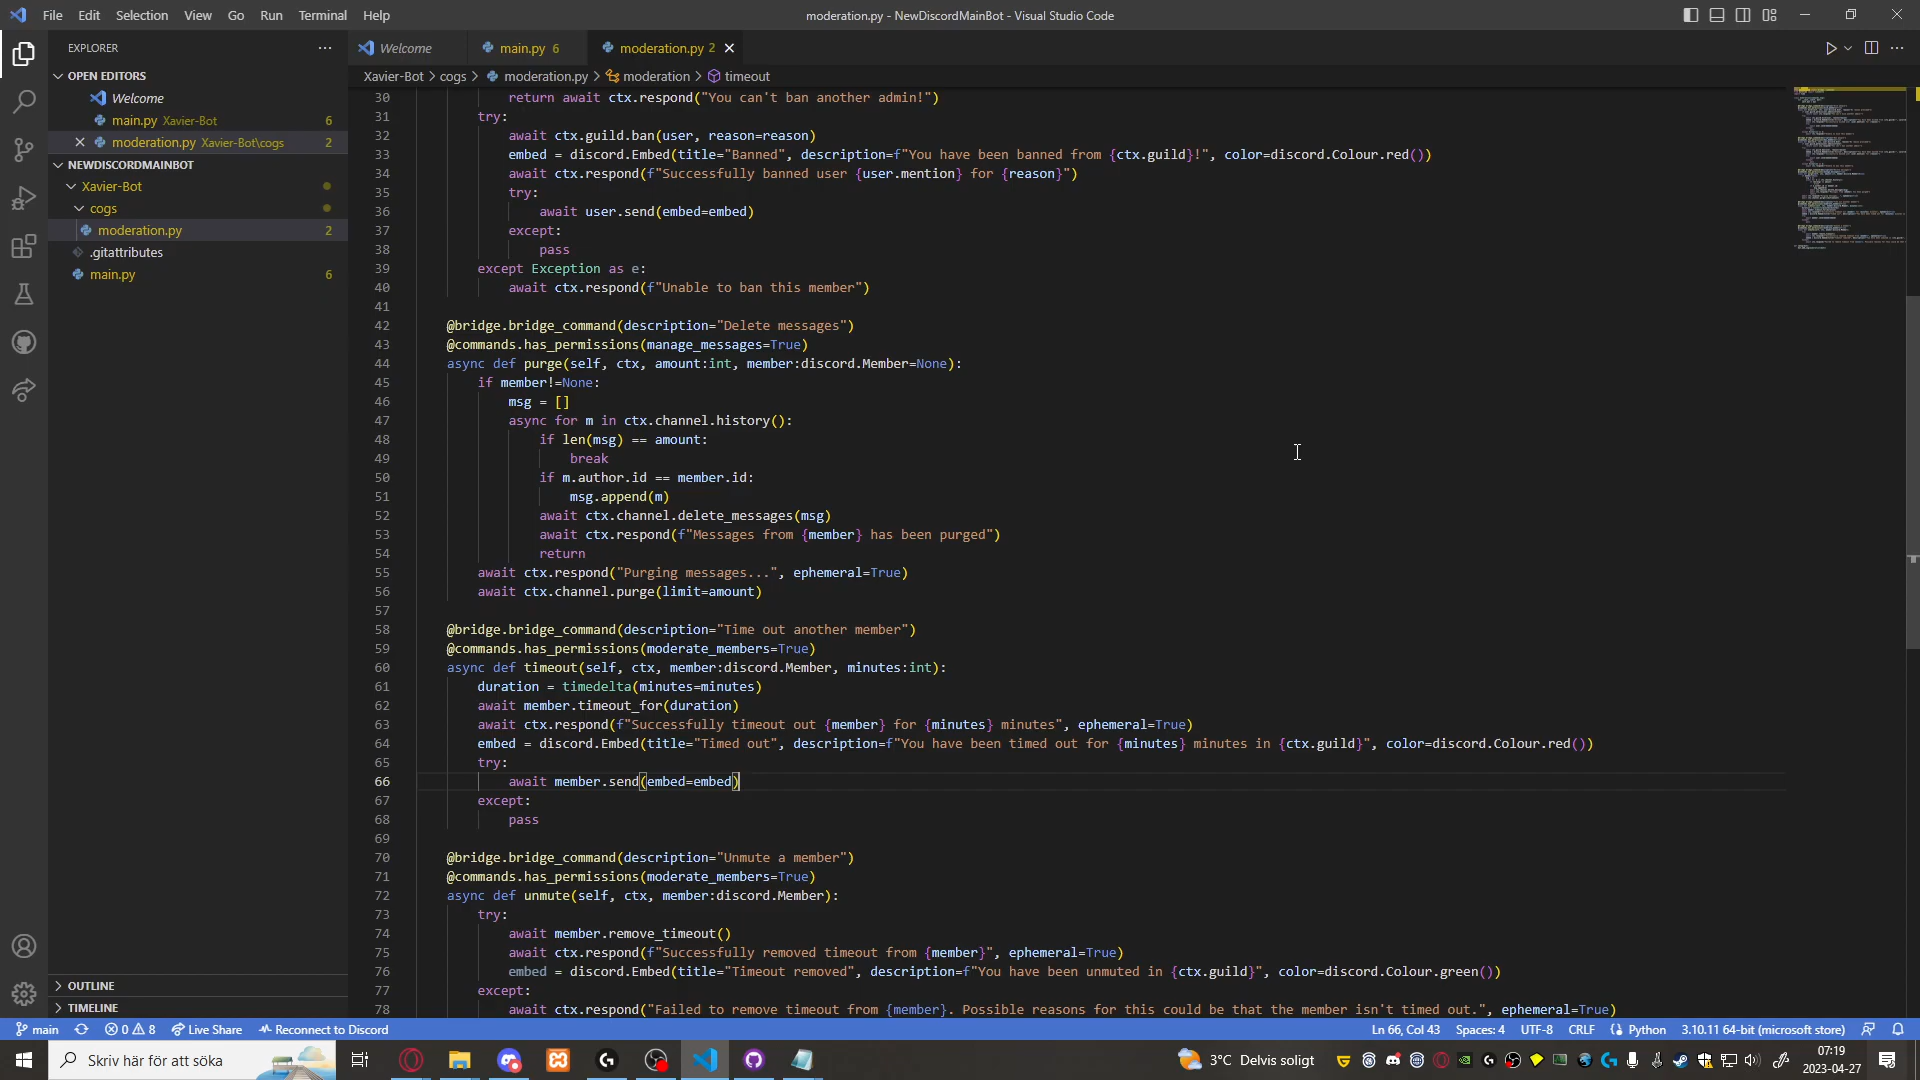 File Edit Selection View Go Run Terminal Help
moderation.py - NewDiscordMainBot - Visual Studio Code
EXPLORER
OPEN EDITORS
Welcome
main.py Xavier-Bot 6
moderation.py Xavier-Bot\cogs 2
NEWDISCORDMAINBOT
Xavier-Bot
cogs
moderation.py 2
.gitattributes
main.py 6
OUTLINE
TIMELINE
Welcome main.py 6 moderation.py 2
Xavier-Bot > cogs > moderation.py > moderation > timeout
30 return await ctx.respond("You can't ban another admin!")
31 try:
32 await ctx.guild.ban(user, reason=reason)
33 embed = discord.Embed(title="Banned", description=f"You have been banned from {ctx.guild}!", color=discord.Colour.red())
34 await ctx.respond(f"Successfully banned user {user.mention} for {reason}")
35 try:
36 await user.send(embed=embed)
37 except:
38 pass
39 except Exception as e:
40 await ctx.respond(f"Unable to ban this member")
41
42 @bridge.bridge_command(description="Delete messages")
43 @commands.has_permissions(manage_messages=True)
44 async def purge(self, ctx, amount:int, member:discord.Member=None):
45 if member!=None:
46 msg = []
47 async for m in ctx.channel.history():
48 if len(msg) == amount:
49 break
50 if m.author.id == member.id:
51 msg.append(m)
52 await ctx.channel.delete_messages(msg)
53 await ctx.respond(f"Messages from {member} has been purged")
54 return
55 await ctx.respond("Purging messages...", ephemeral=True)
56 await ctx.channel.purge(limit=amount)
57
58 @bridge.bridge_command(description="Time out another member")
59 @commands.has_permissions(moderate_members=True)
60 async def timeout(self, ctx, member:discord.Member, minutes:int):
61 duration = timedelta(minutes=minutes)
62 await member.timeout_for(duration)
63 await ctx.respond(f"Successfully timeout out {member} for {minutes} minutes", ephemeral=True)
64 embed = discord.Embed(title="Timed out", description=f"You have been timed out for {minutes} minutes in {ctx.guild}", color=discord.Colour.red())
65 try:
66 await member.send(embed=embed)
67 except:
68 pass
69
70 @bridge.bridge_command(description="Unmute a member")
71 @commands.has_permissions(moderate_members=True)
72 async def unmute(self, ctx, member:discord.Member):
73 try:
74 await member.remove_timeout()
75 await ctx.respond(f"Successfully removed timeout from {member}", ephemeral=True)
76 embed = discord.Embed(title="Timeout removed", description=f"You have been unmuted in {ctx.guild}", color=discord.Colour.green())
77 except:
78 await ctx.respond("Failed to remove timeout from {member}. Possible reasons for this could be that the member isn't timed out.", ephemeral=True)
main 0 8 Live Share Reconnect to Discord
Ln 66, Col 43 Spaces: 4 UTF-8 CRLF Python 3.10.11 64-bit (microsoft store)
Skriv här för att söka
3°C Delvis soligt
07:19
2023-04-27